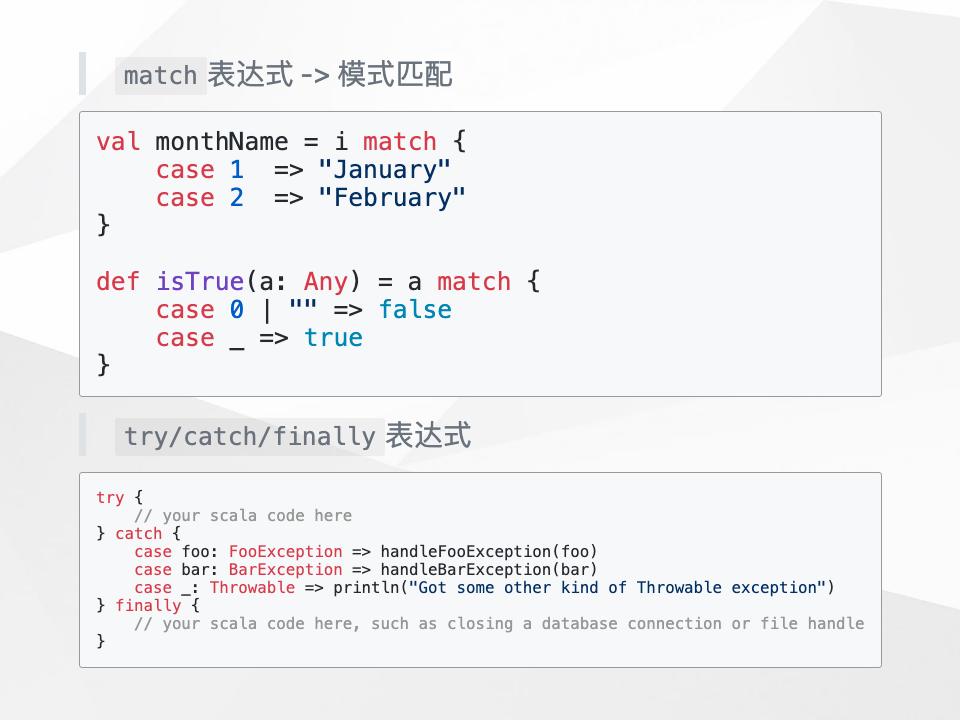 match 表达式 -> 模式匹配
val monthName = i match {
    case 1  => "January"
    case 2  => "February"
}

def isTrue(a: Any) = a match {
    case 0 | "" => false
    case _ => true
}
try/catch/finally 表达式
try {
    // your scala code here
} catch {
    case foo: FooException => handleFooException(foo)
    case bar: BarException => handleBarException(bar)
    case _: Throwable => println("Got some other kind of Throwable exception")
} finally {
    // your scala code here, such as closing a database connection or file handle
}